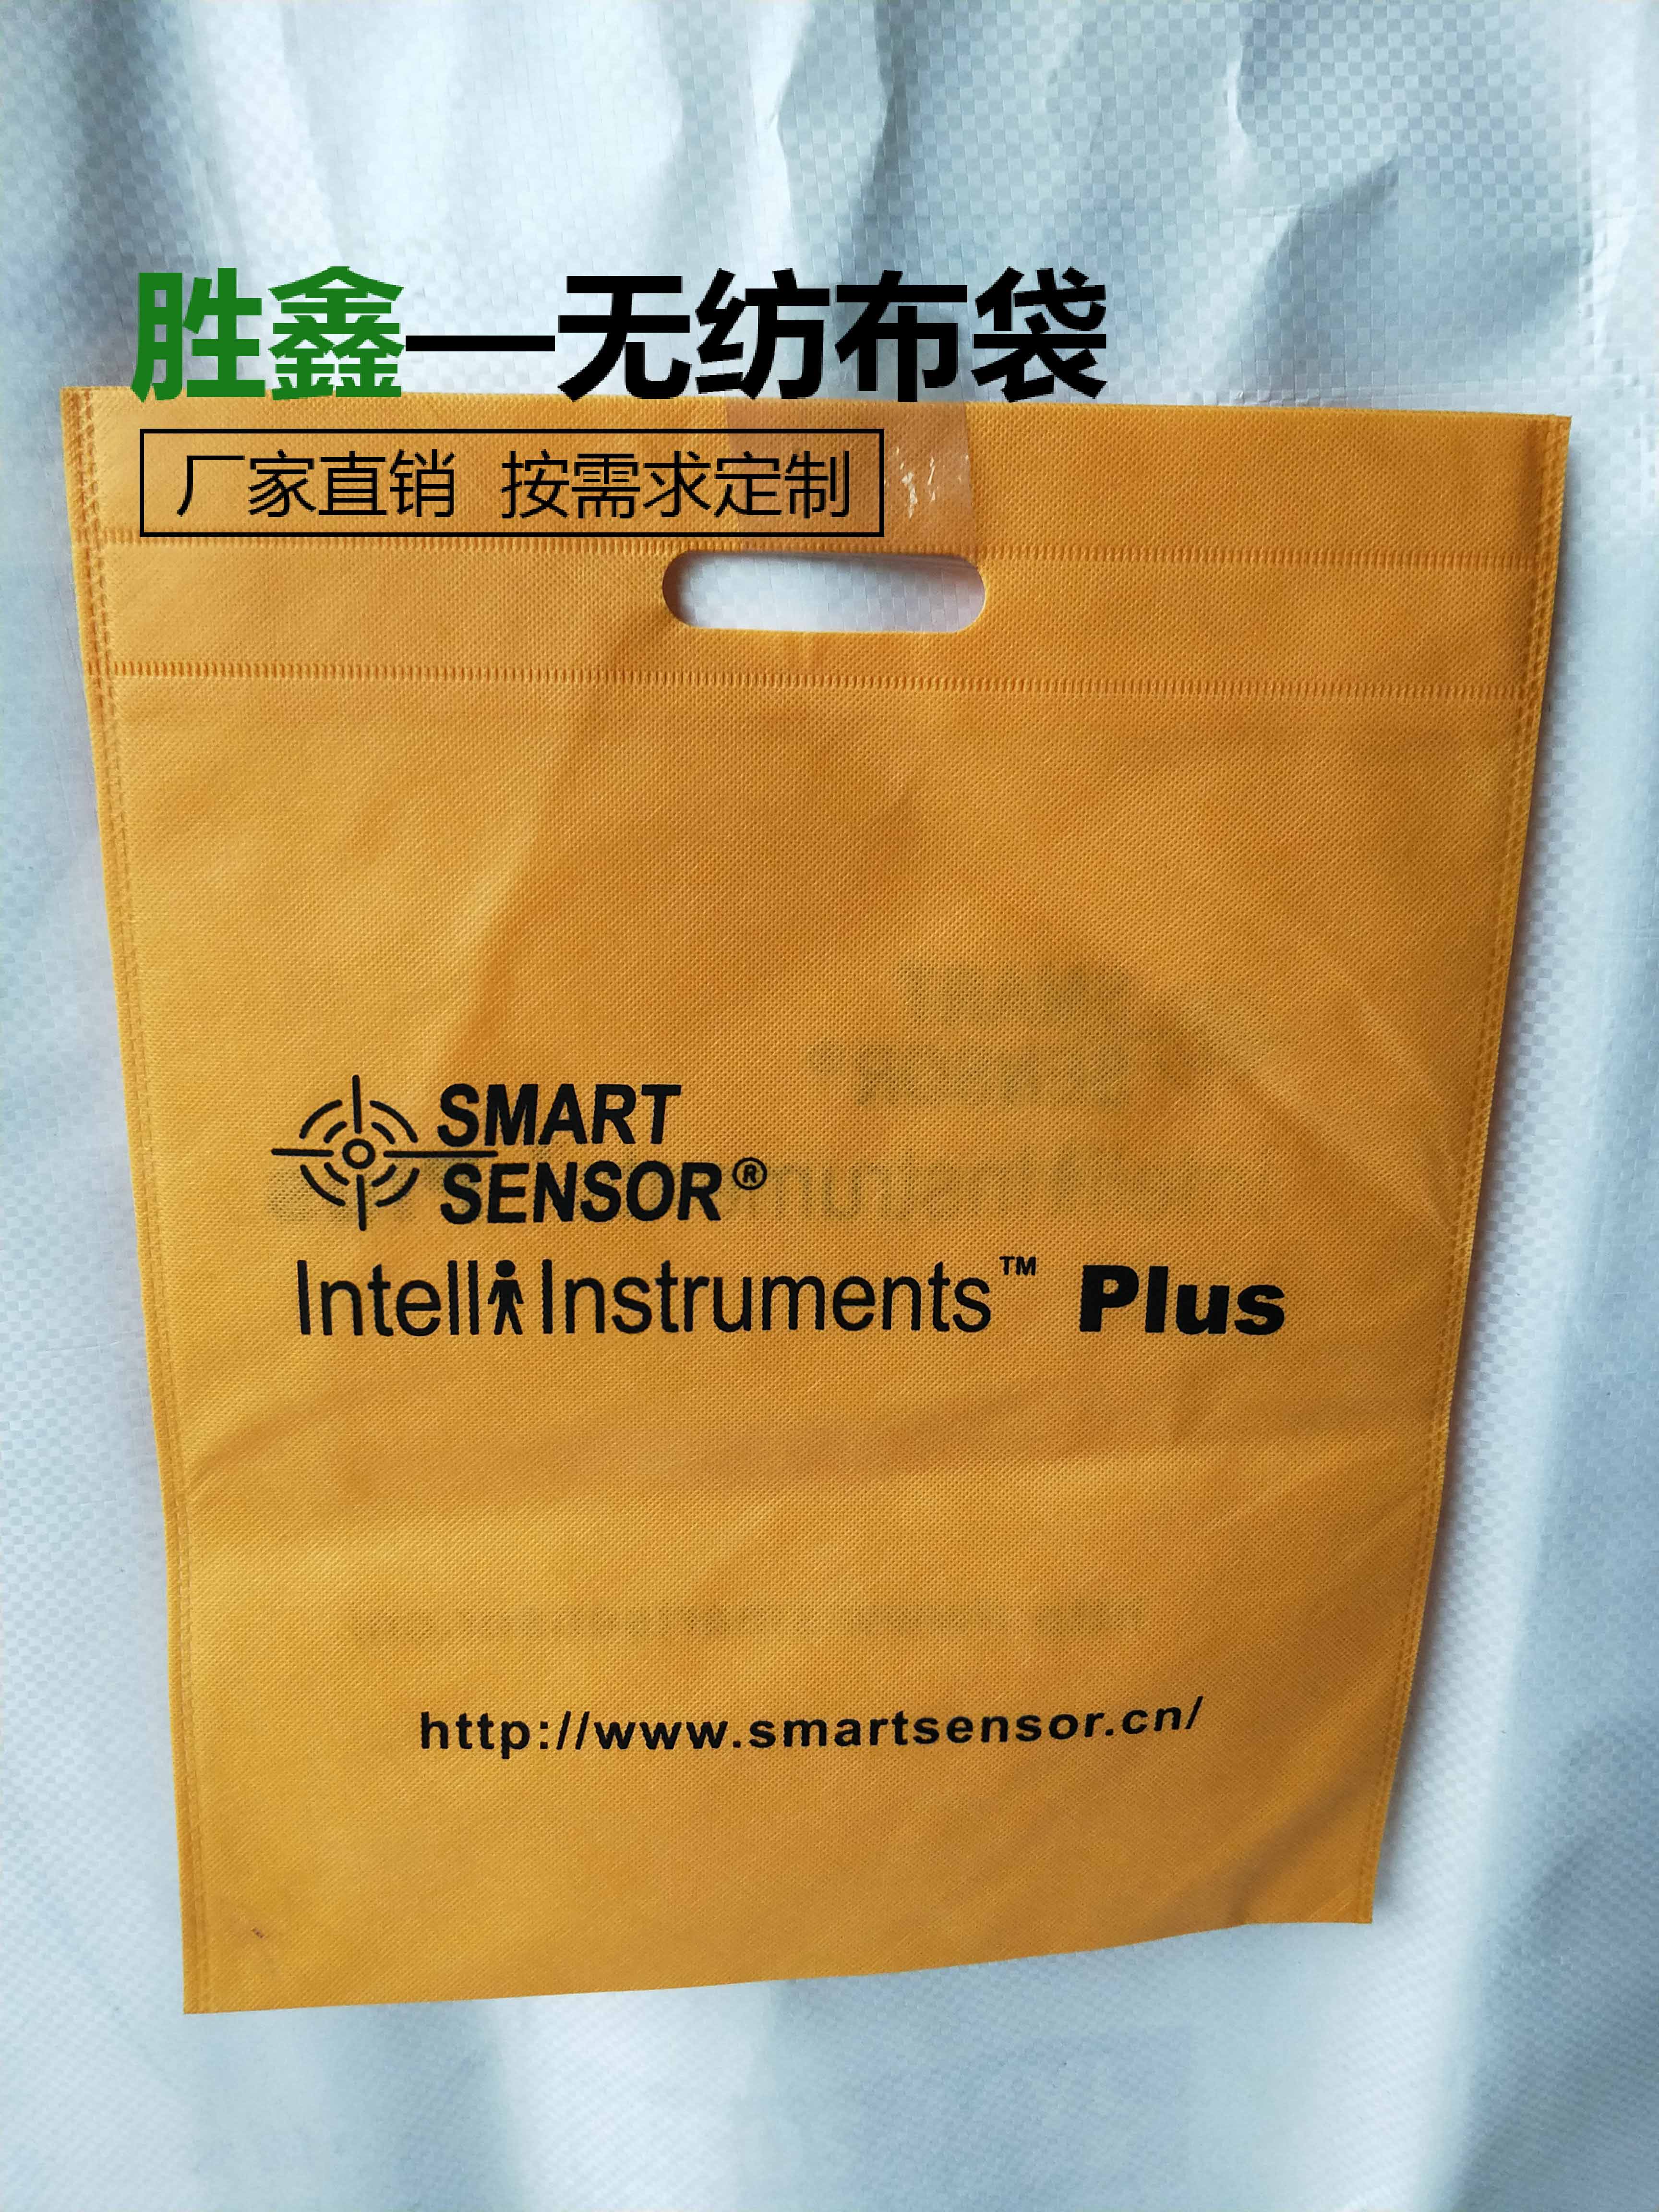 胜鑫—无纺布袋
厂家直销 按需求定制
SMART
SENSOR®
Intelli Instruments™ Plus
http://www.smartsensor.cn/